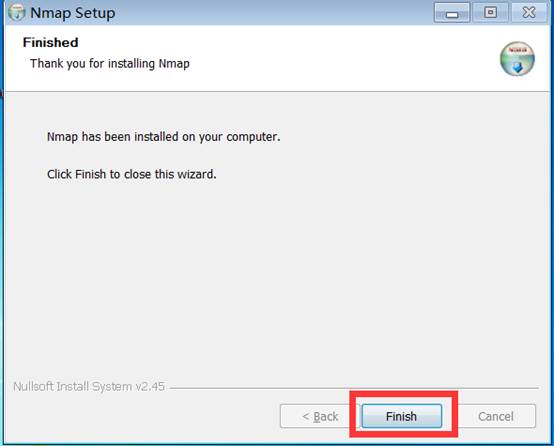 Nmap Setup
Finished
Thank you for installing Nmap
Nmap has been installed on your computer.
Click Finish to close this wizard.
Nullsoft Install System v2.45
< Back
Finish
Cancel